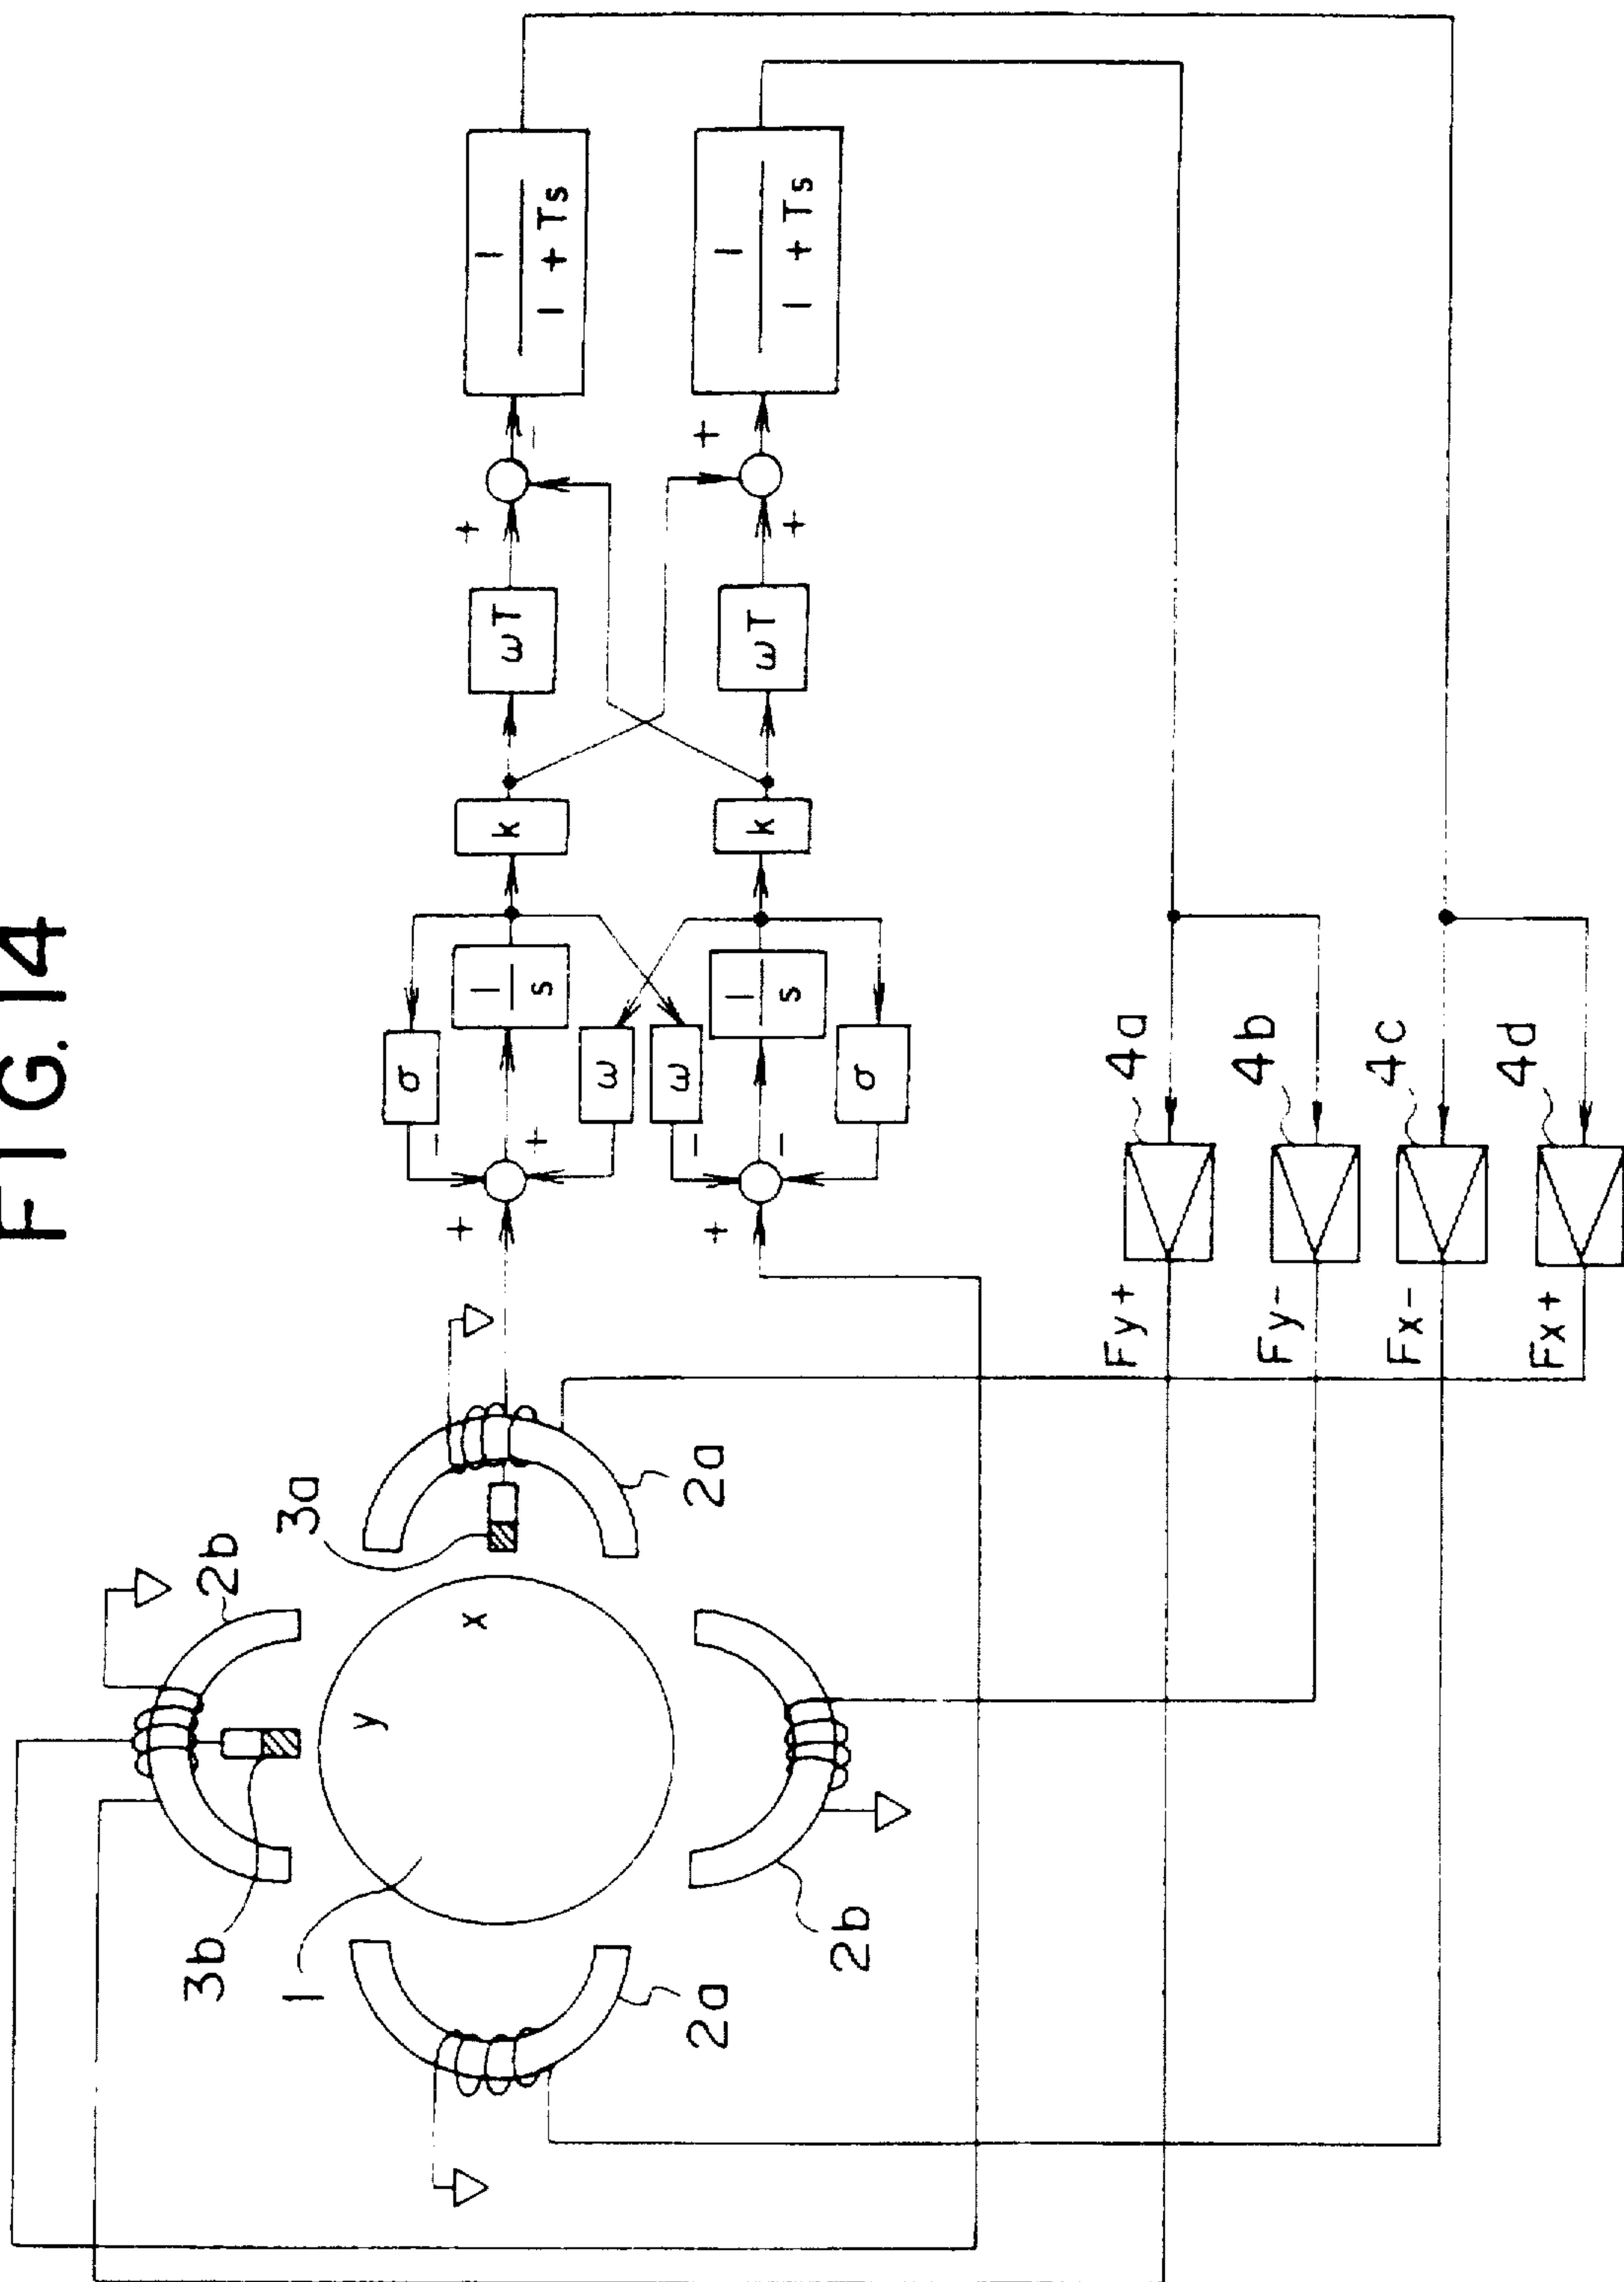 FIG. 14
1
1 + Ts
1
1 + Ts
+
−
+
+
ωT
ωT
k
k
σ
1
s
ω
ω
1
s
σ
−
+
−
−
+
+
4a
4b
4c
4d
Fy+
Fy−
Fx−
Fx+
3a
2a
2b
x
y
3b
1
2a
2b